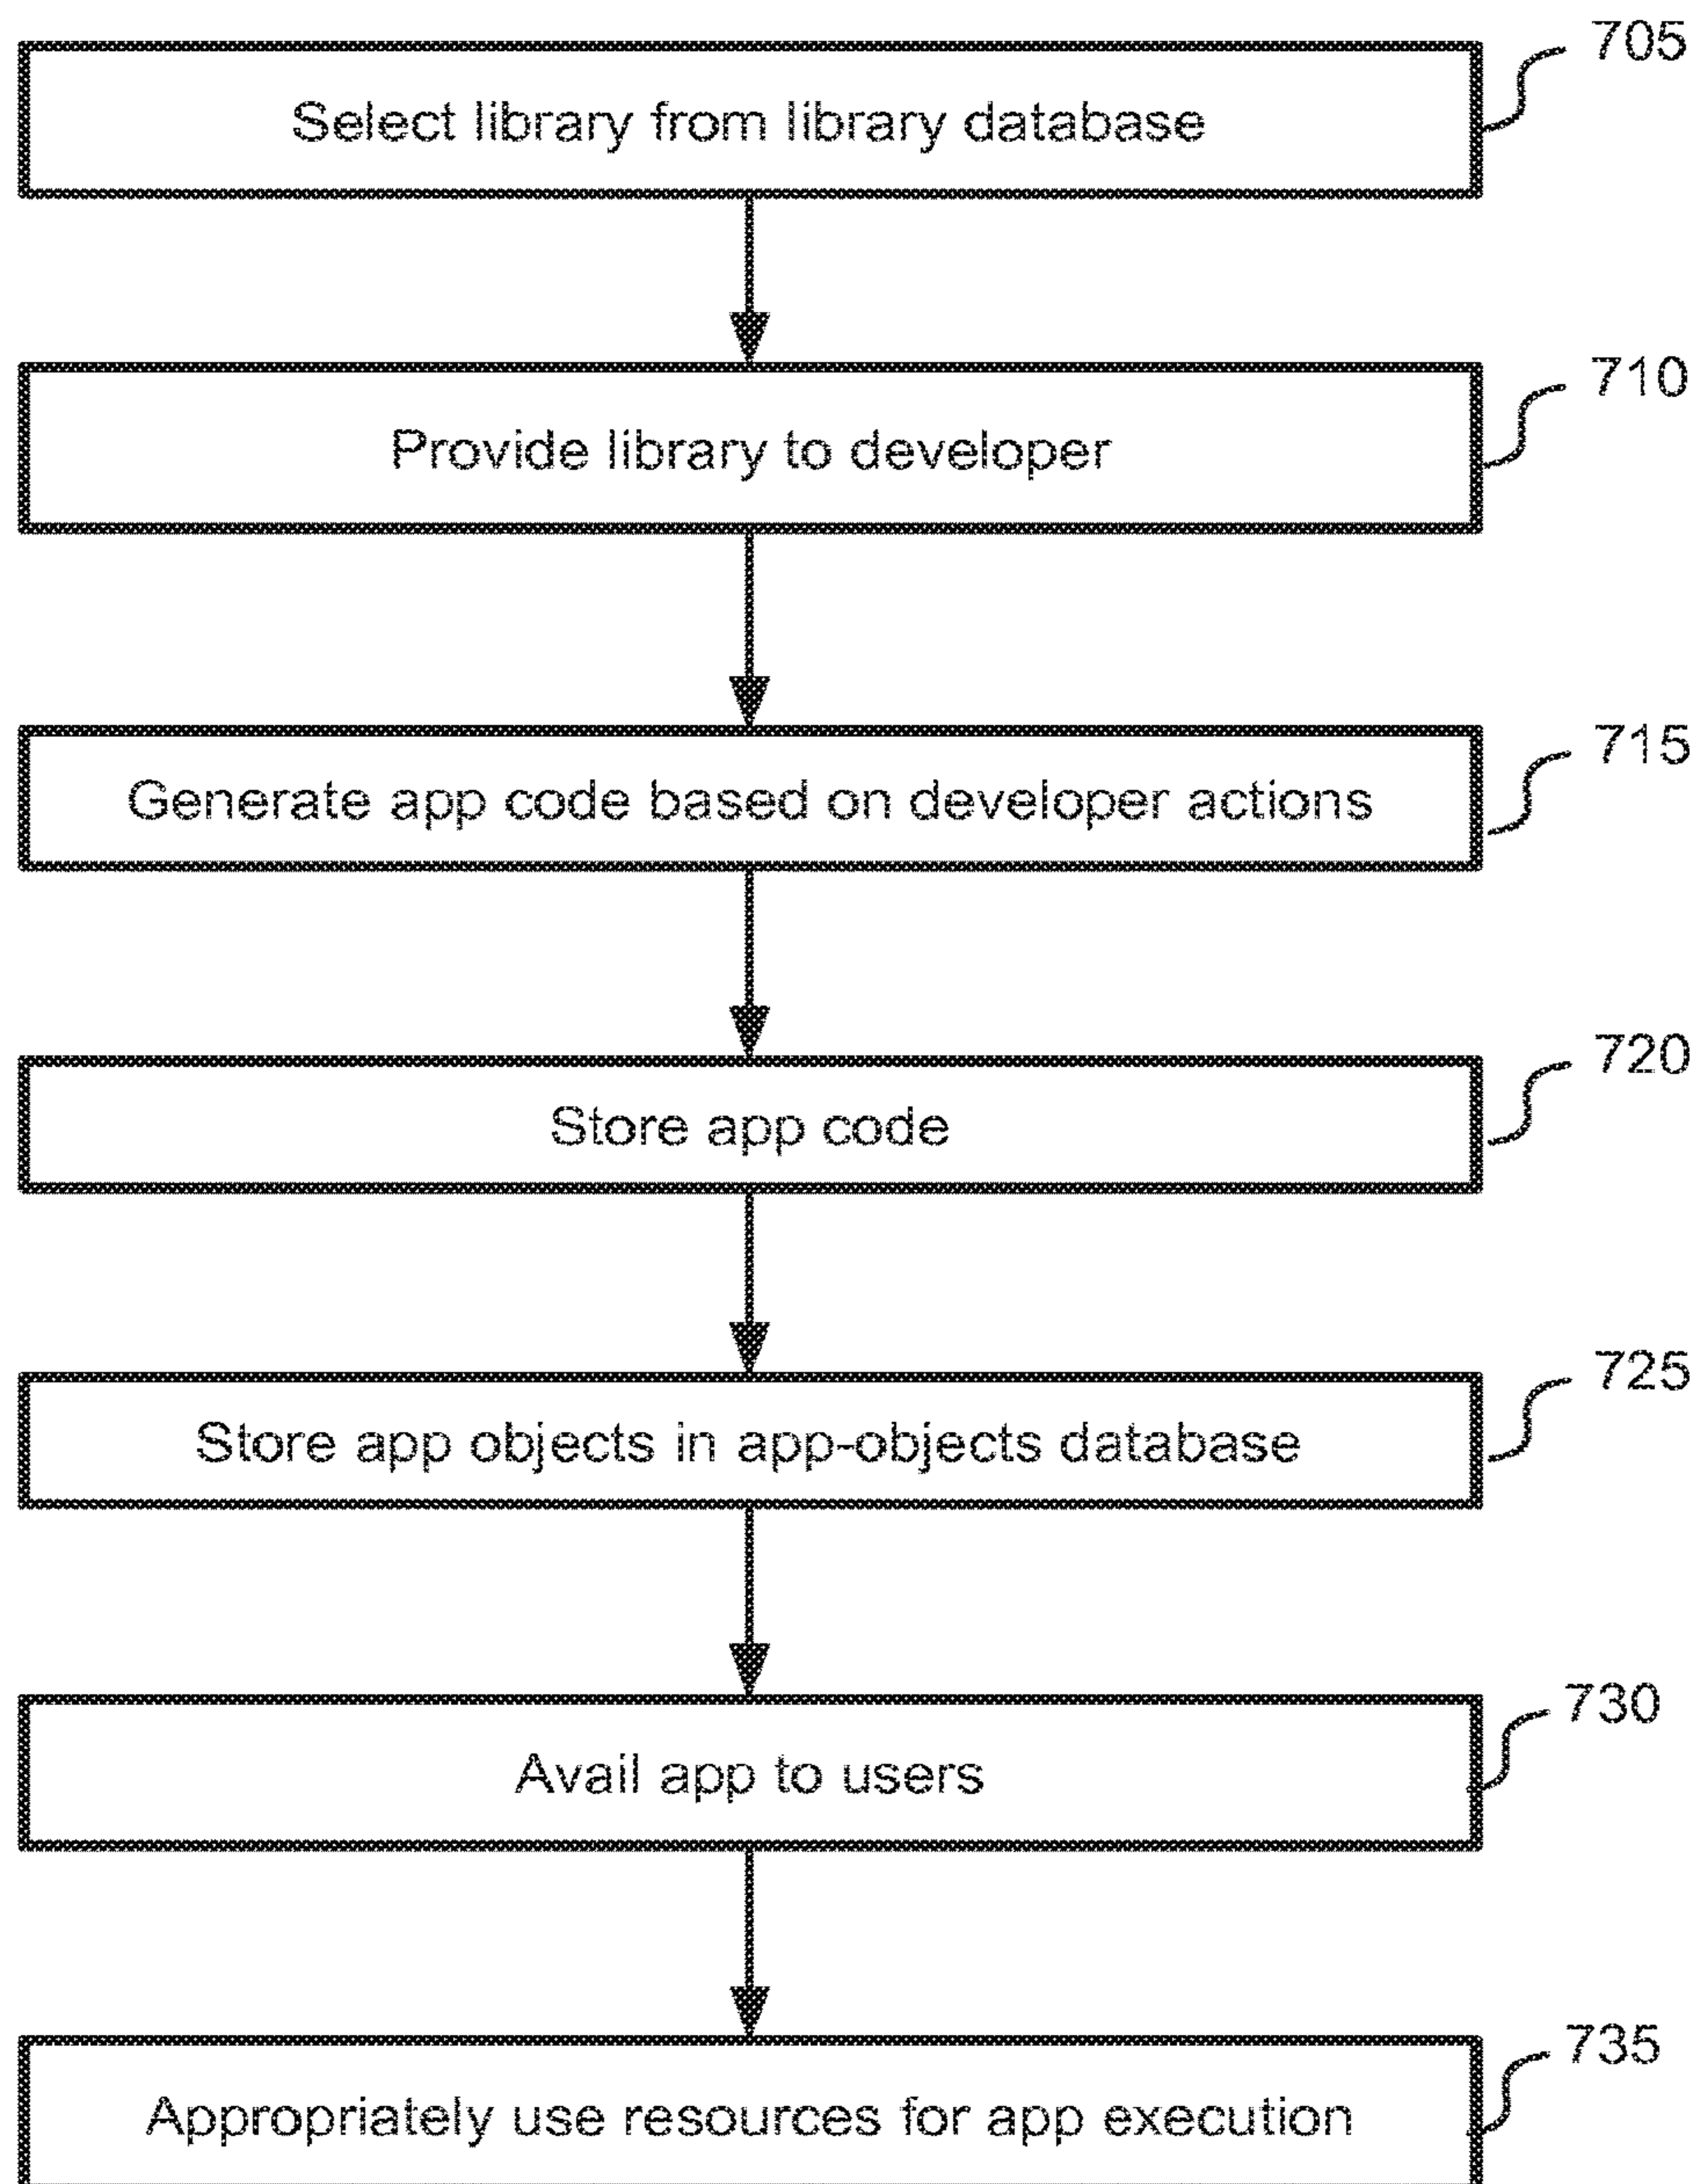 705
Select library from library database
710
Provide library to developer
715
Generate app code based on developer actions
720
Store app code
725
Store app objects in app-objects database
730
Avail app to users
735
Appropriately use resources for app execution